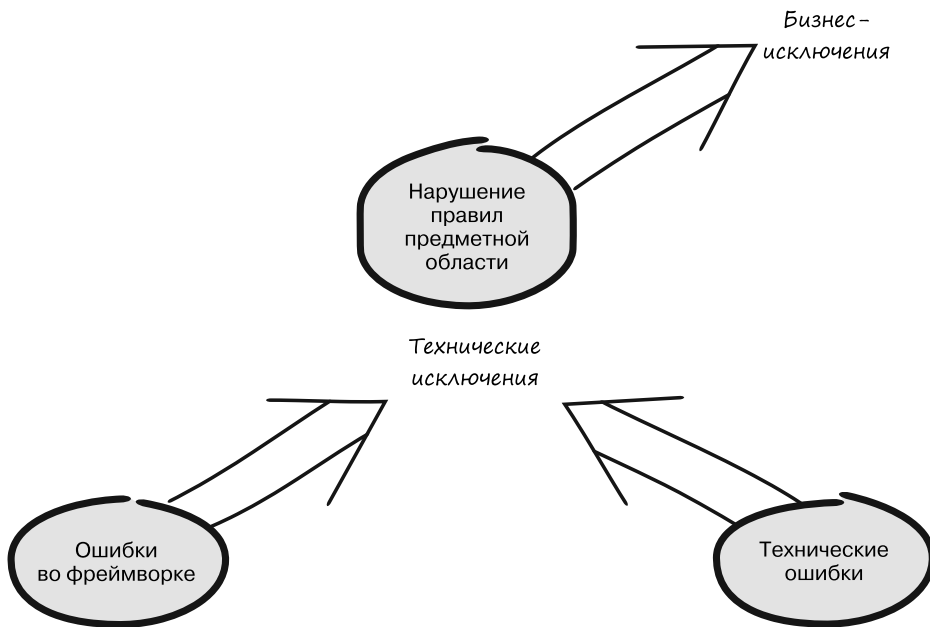 Бизнес-
исключения
Нарушение
правил
предметной
области
Технические
исключения
Ошибки
во фреймворке
Технические
ошибки